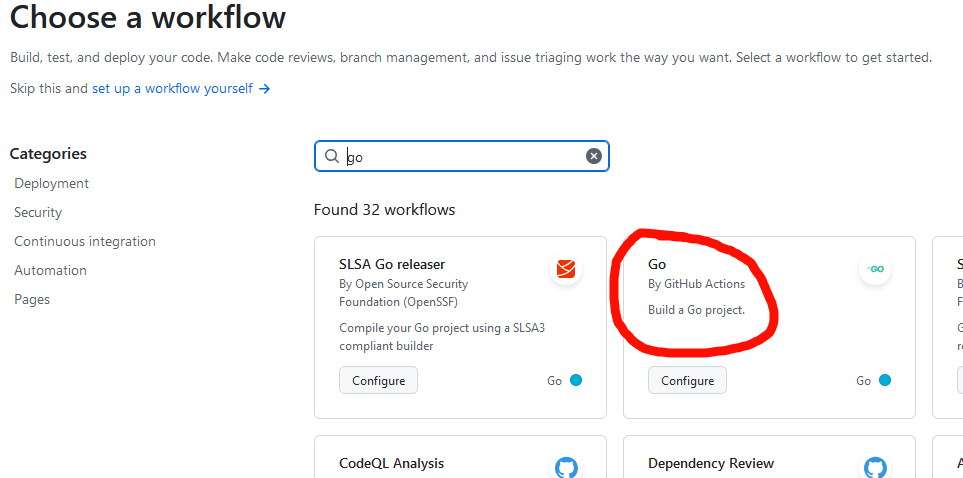 Choose a workflow
Build, test, and deploy your code. Make code reviews, branch management, and issue triaging work the way you want. Select a workflow to get started.
Skip this and set up a workflow yourself →
Categories
Deployment
Security
Continuous integration
Automation
Pages
go
Found 32 workflows
SLSA Go releaser
By Open Source Security
Foundation (OpenSSF)
Compile your Go project using a SLSA3
compliant builder
Configure
Go
Go
By GitHub Actions
Build a Go project.
GO
Configure
Go
CodeQL Analysis
Dependency Review